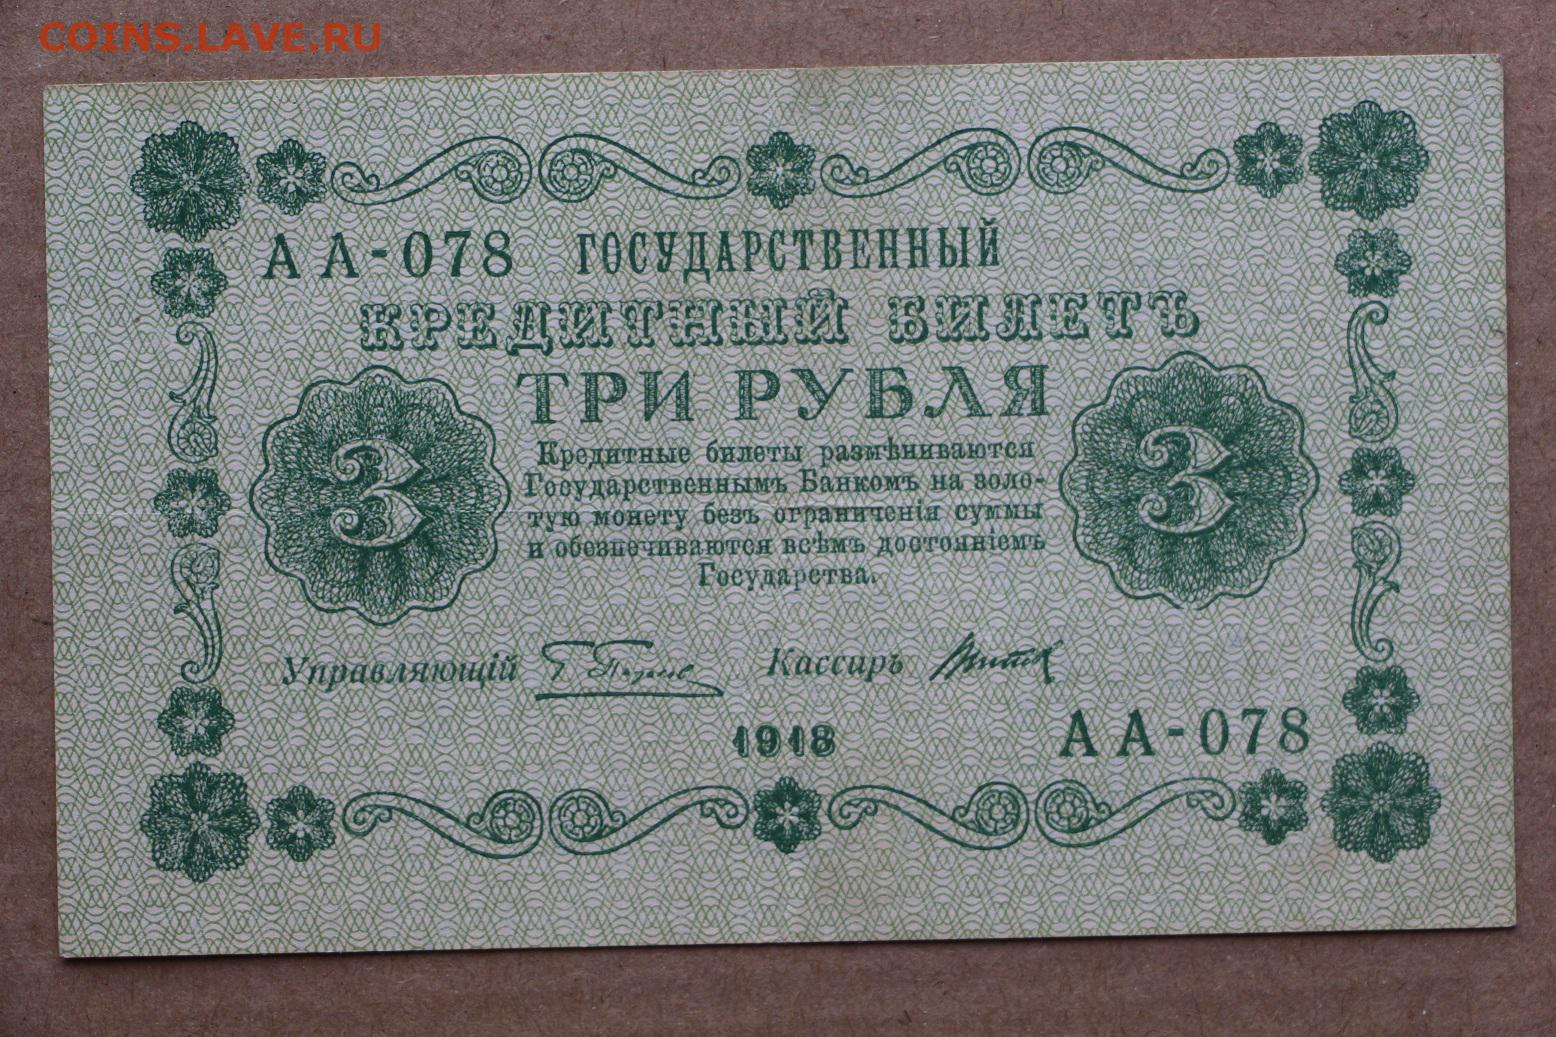 COINS.LAVE.RU
АА-078 ГОСУДАРСТВЕННЫЙ
КРЕДИТНЫЙ БИЛЕТЪ
ТРИ РУБЛЯ
3 3
Кредитные билеты размѣниваются
Государственнымъ Банкомъ на золо-
тую монету безъ ограниченія суммы
и обезпечиваются всѣмъ достояніемъ
Государства.
Управляющій Кассиръ
1918 АА-078